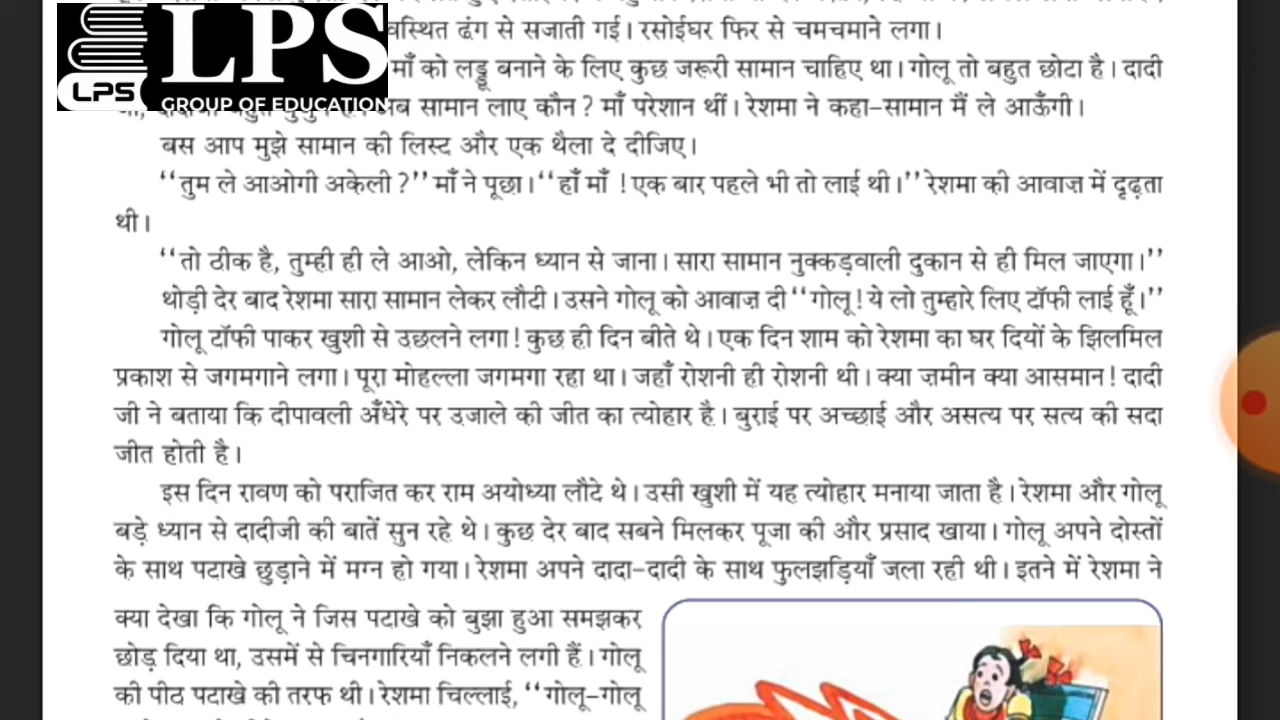 LPS
LPS
GROUP OF EDUCATION
वस्थित ढंग से सजाती गई। रसोईघर फिर से चमचमाने लगा।
माँ को लड्डू बनाने के लिए कुछ जरूरी सामान चाहिए था। गोलू तो बहुत छोटा है। दादी
सामान लाए कौन? माँ परेशान थीं। रेशमा ने कहा–सामान मैं ले आऊँगी।
बस आप मुझे सामान की लिस्ट और एक थैला दे दीजिए।
‘‘तुम ले आओगी अकेली?’’ माँ ने पूछा। ‘‘हाँ माँ ! एक बार पहले भी तो लाई थी।’’ रेशमा की आवाज़ में दृढ़ता
थी।
‘‘तो ठीक है, तुम्ही ही ले आओ, लेकिन ध्यान से जाना। सारा सामान नुक्कड़वाली दुकान से ही मिल जाएगा।’’
थोड़ी देर बाद रेशमा सारा सामान लेकर लौटी। उसने गोलू को आवाज़ दी ‘‘गोलू! ये लो तुम्हारे लिए टॉफी लाई हूँ।’’
गोलू टॉफी पाकर खुशी से उछलने लगा! कुछ ही दिन बीते थे। एक दिन शाम को रेशमा का घर दियों के झिलमिल
प्रकाश से जगमगाने लगा। पूरा मोहल्ला जगमगा रहा था। जहाँ रोशनी ही रोशनी थी। क्या ज़मीन क्या आसमान! दादी
जी ने बताया कि दीपावली अँधेरे पर उजाले की जीत का त्योहार है। बुराई पर अच्छाई और असत्य पर सत्य की सदा
जीत होती है।
इस दिन रावण को पराजित कर राम अयोध्या लौटे थे। उसी खुशी में यह त्योहार मनाया जाता है। रेशमा और गोलू
बड़े ध्यान से दादीजी की बातें सुन रहे थे। कुछ देर बाद सबने मिलकर पूजा की और प्रसाद खाया। गोलू अपने दोस्तों
के साथ पटाखे छुड़ाने में मग्न हो गया। रेशमा अपने दादा–दादी के साथ फुलझड़ियाँ जला रही थी। इतने में रेशमा ने
क्या देखा कि गोलू ने जिस पटाखे को बुझा हुआ समझकर
छोड़ दिया था, उसमें से चिनगारियाँ निकलने लगी हैं। गोलू
की पीठ पटाखे की तरफ थी। रेशमा चिल्लाई, ‘‘गोलू–गोलू